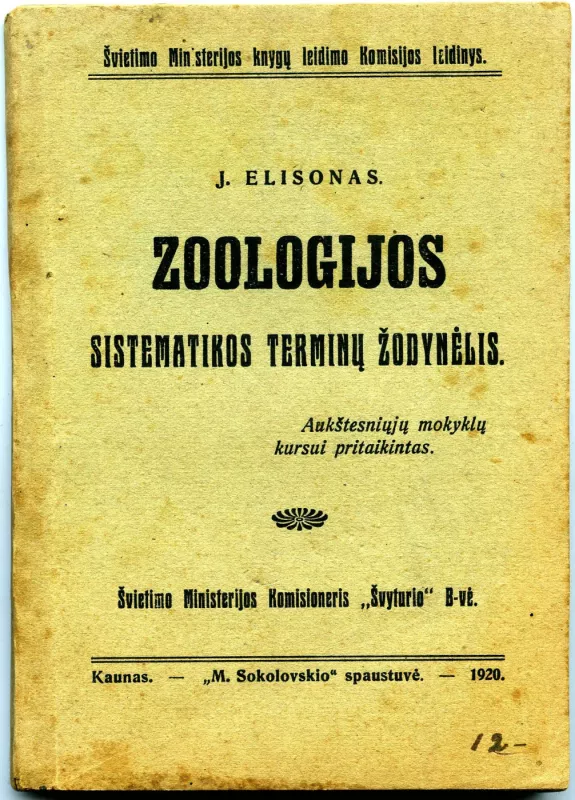 Švietimo Ministerijos knygų leidimo Komisijos leidinys.
J. ELISONAS.
ZOOLOGIJOS
SISTEMATIKOS TERMINŲ ŽODYNĖLIS.
Aukštesniųjų mokyklų
kursui pritaikintas.
Švietimo Ministerijos Komisioneris „Švyturio“ B-vė.
Kaunas. — „M. Sokolovskio“ spaustuvė. — 1920.
12-